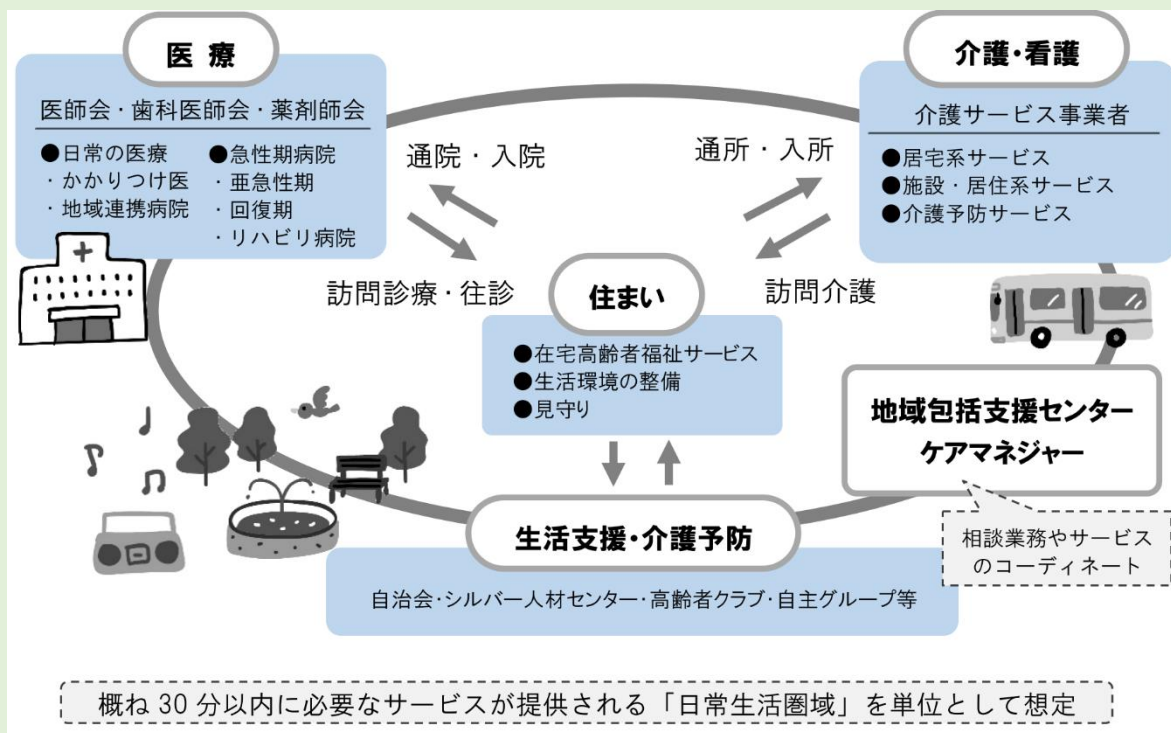 医 療
医師会・歯科医師会・薬剤師会
●日常の医療
・かかりつけ医
・地域連携病院
●急性期病院
・亜急性期
・回復期
・リハビリ病院
介護・看護
介護サービス事業者
●居宅系サービス
●施設・居住系サービス
●介護予防サービス
通院・入院
通所・入所
訪問診療・往診
訪問介護
住まい
●在宅高齢者福祉サービス
●生活環境の整備
●見守り
地域包括支援センター
ケアマネジャー
相談業務やサービス
のコーディネート
生活支援・介護予防
自治会・シルバー人材センター・高齢者クラブ・自主グループ等
概ね 30 分以内に必要なサービスが提供される「日常生活圏域」を単位として想定